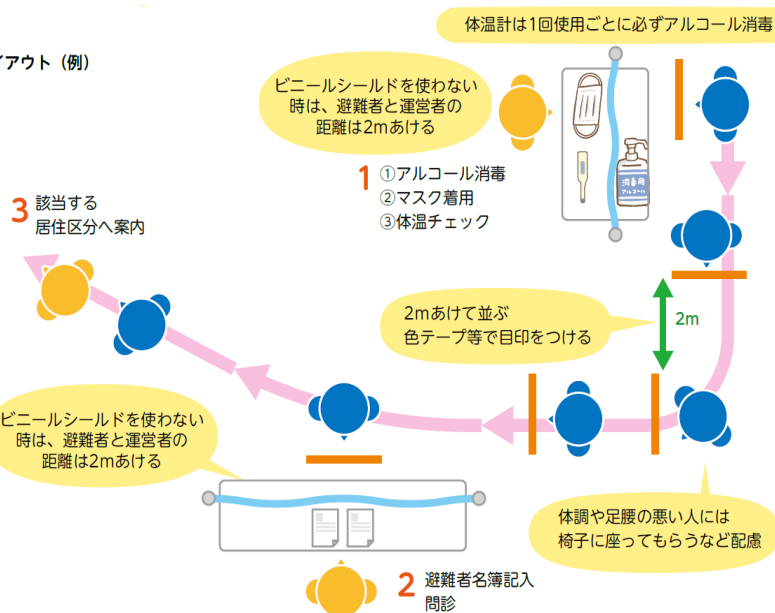 イアウト（例）
体温計は1回使用ごとに必ずアルコール消毒
ビニールシールドを使わない
時は、避難者と運営者の
距離は2mあける
消毒用
アルコール
1 ①アルコール消毒
②マスク着用
③体温チェック
3 該当する
居住区分へ案内
2mあけて並ぶ
色テープ等で目印をつける
2m
ビニールシールドを使わない
時は、避難者と運営者の
距離は2mあける
体調や足腰の悪い人には
椅子に座ってもらうなど配慮
2 避難者名簿記入
問診